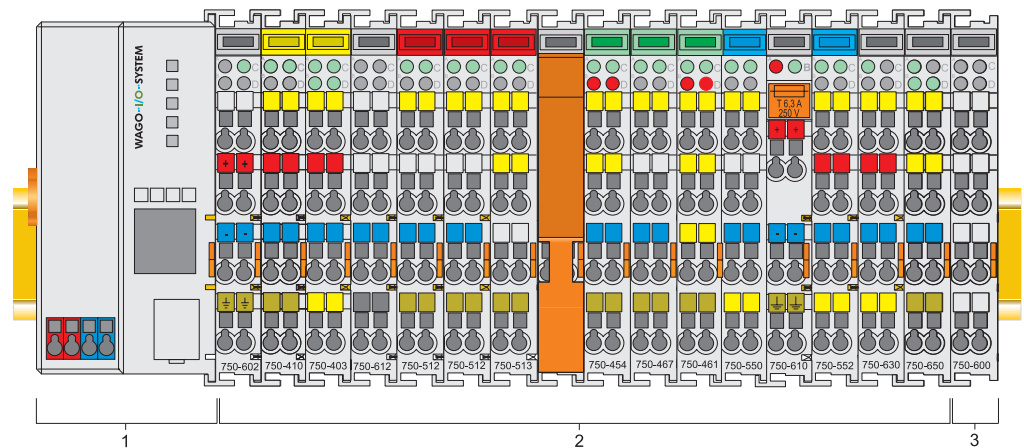 WAGO-I/O-SYSTEM
C C C C C C C C C C B C C C C
D D D D D D D D D D D D D D
T 6,3 A
250 V
+ + + +
- - - -
750-602 750-410 750-403 750-612 750-512 750-512 750-513 750-454 750-467 750-461 750-550 750-610 750-552 750-630 750-650 750-600
1 2 3